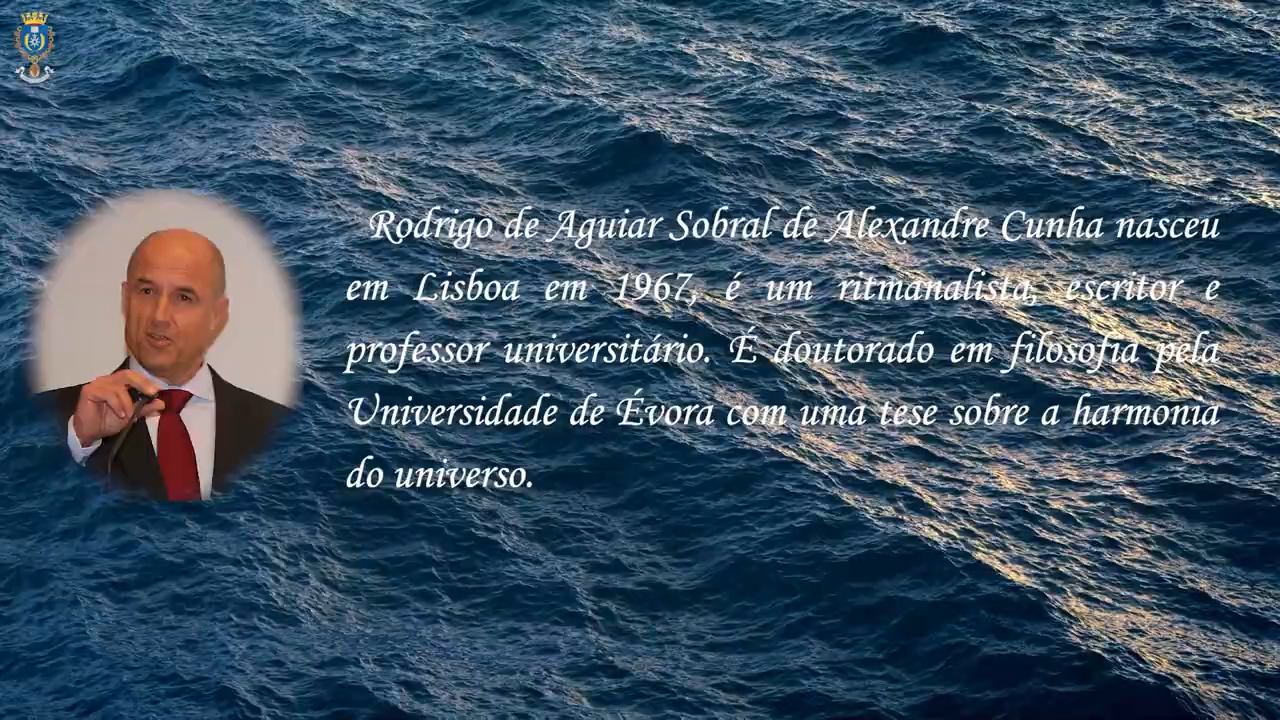 Rodrigo de Aguiar Sobral de Alexandre Cunha nasceu
em Lisboa em 1967, é um ritmanalista, escritor e
professor universitário. É doutorado em filosofia pela
Universidade de Évora com uma tese sobre a harmonia
do universo.